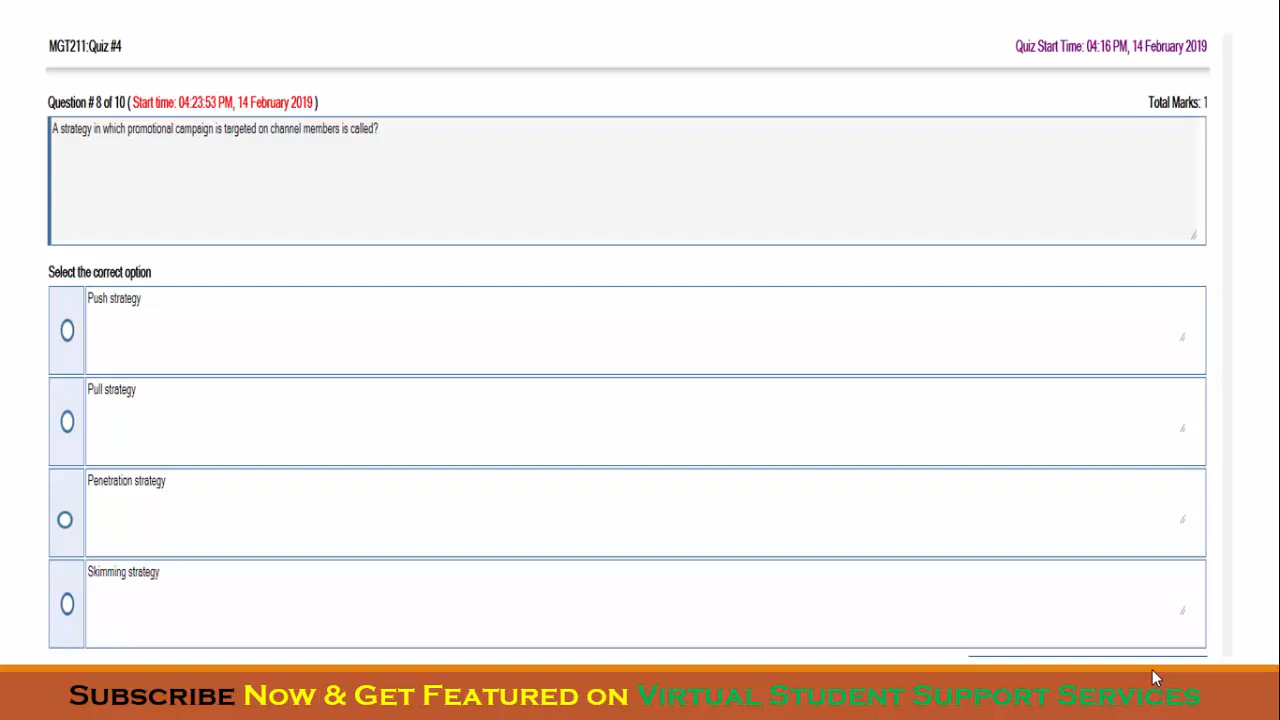 MGT211:Quiz #4
Quiz Start Time: 04:16 PM, 14 February 2019
Question # 8 of 10 ( Start time: 04:23:53 PM, 14 February 2019 )
Total Marks: 1
A strategy in which promotional campaign is targeted on channel members is called?
Select the correct option
Push strategy
Pull strategy
Penetration strategy
Skimming strategy
Subscribe Now & Get Featured on Virtual Student Support Services